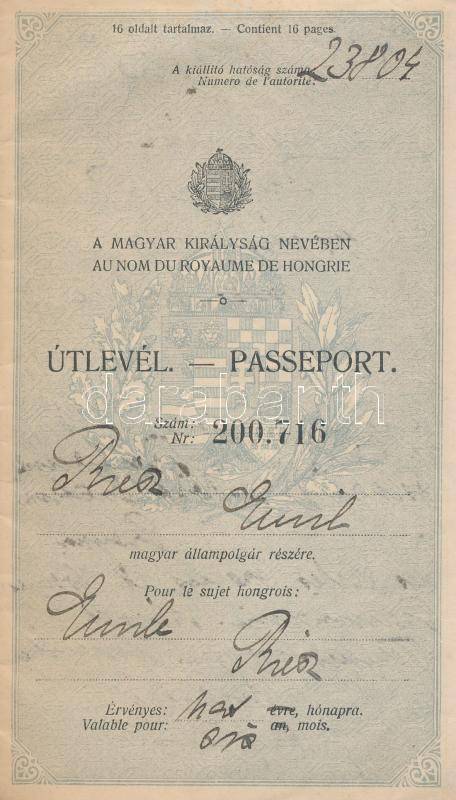 16 oldalt tartalmaz. — Contient 16 pages.
A kiállító hatóság száma 23804
Numero de l'autorité:
A MAGYAR KIRÁLYSÁG NEVÉBEN
AU NOM DU ROYAUME DE HONGRIE
ÚTLEVÉL. — PASSEPORT.
darabanth
Szám:
Nr: 200.716
Emil
magyar állampolgár részére.
Pour le sujet hongrois:
Emile
Érvényes: hat évre, hónapra.
Valable pour: six an, mois.